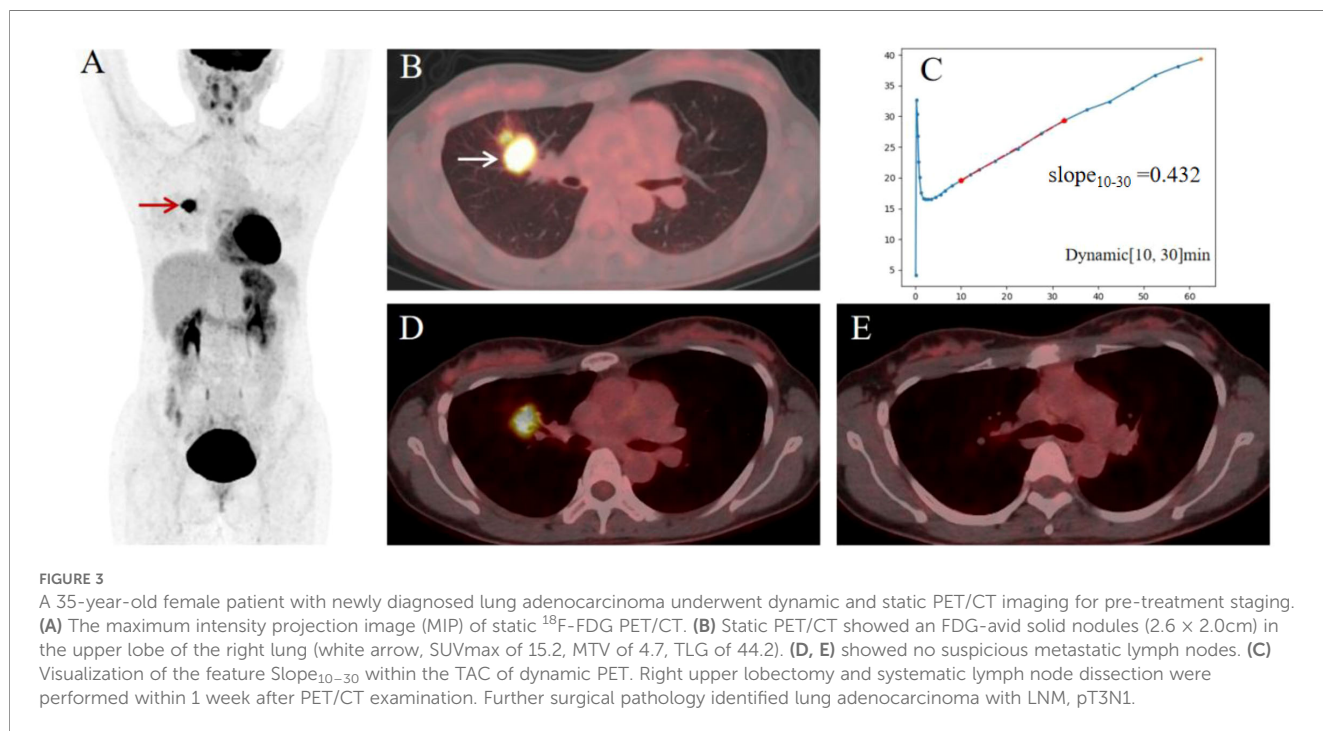 A
B
C
40
35
30
25
20
15
10
5
slope10-30 =0.432
Dynamic[10, 30]min
0 10 20 30 40 50 60
D
E
FIGURE 3
A 35-year-old female patient with newly diagnosed lung adenocarcinoma underwent dynamic and static PET/CT imaging for pre-treatment staging.
(A) The maximum intensity projection image (MIP) of static ¹⁸F-FDG PET/CT. (B) Static PET/CT showed an FDG-avid solid nodules (2.6 × 2.0cm) in
the upper lobe of the right lung (white arrow, SUVmax of 15.2, MTV of 4.7, TLG of 44.2). (D, E) showed no suspicious metastatic lymph nodes. (C)
Visualization of the feature Slope₁₀₋₃₀ within the TAC of dynamic PET. Right upper lobectomy and systematic lymph node dissection were
performed within 1 week after PET/CT examination. Further surgical pathology identified lung adenocarcinoma with LNM, pT3N1.